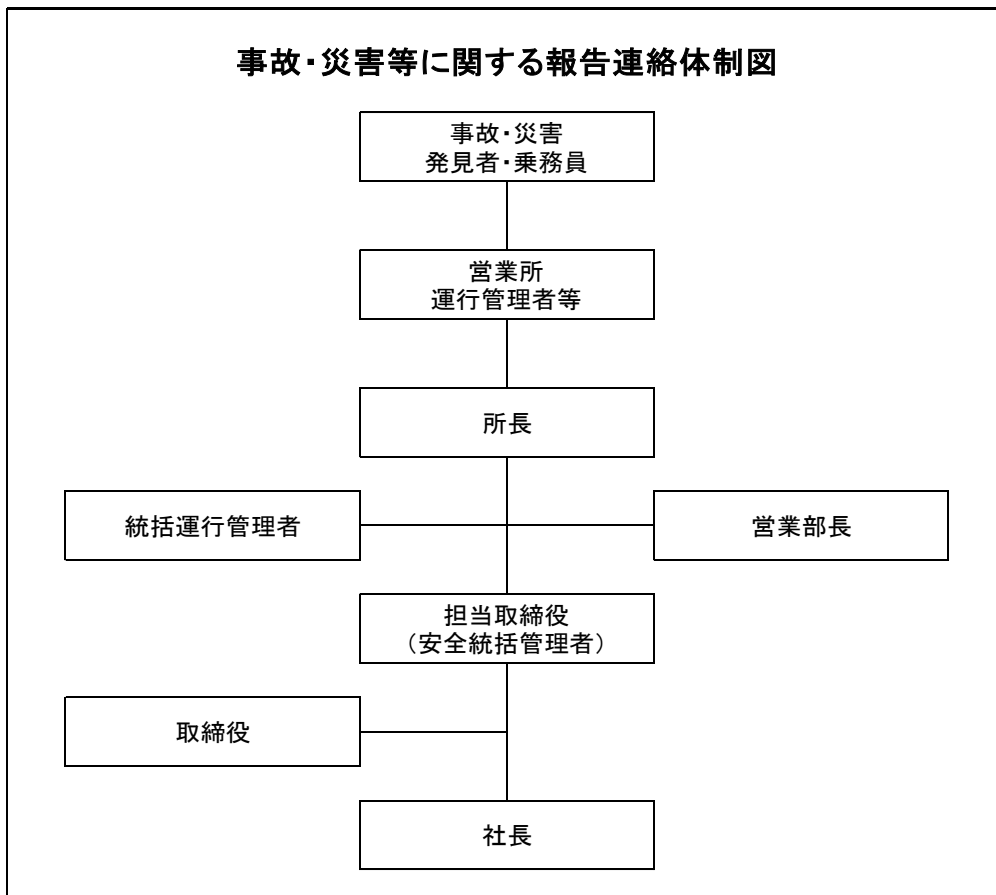 事故・災害等に関する報告連絡体制図
事故・災害
発見者・乗務員
営業所
運行管理者等
所長
統括運行管理者
営業部長
担当取締役
（安全統括管理者）
取締役
社長